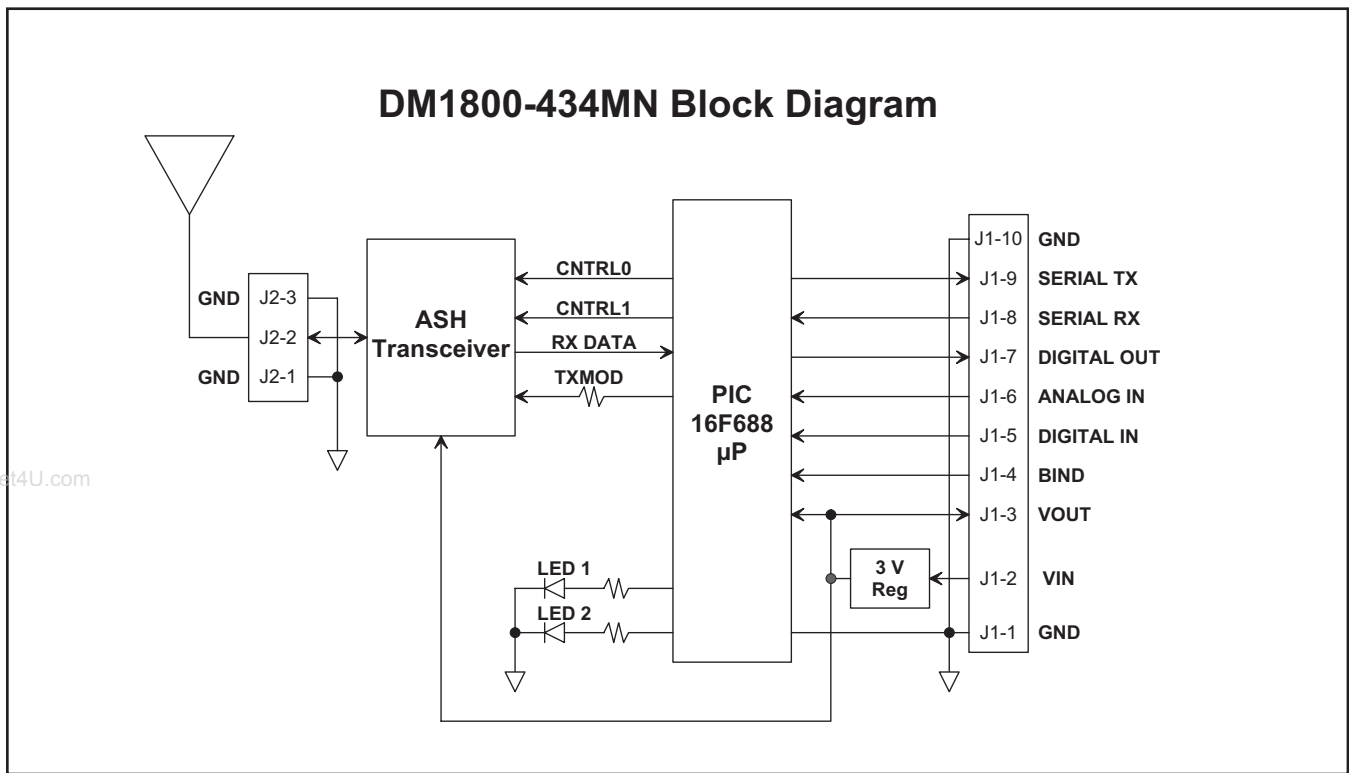 DM1800-434MN Block Diagram
GND J2-3
J2-2
GND J2-1
ASH
Transceiver
CNTRL0
CNTRL1
RX DATA
TXMOD
PIC
16F688
µP
LED 1
LED 2
3 V
Reg
J1-10 GND
J1-9 SERIAL TX
J1-8 SERIAL RX
J1-7 DIGITAL OUT
J1-6 ANALOG IN
J1-5 DIGITAL IN
J1-4 BIND
J1-3 VOUT
J1-2 VIN
J1-1 GND
et4U.com